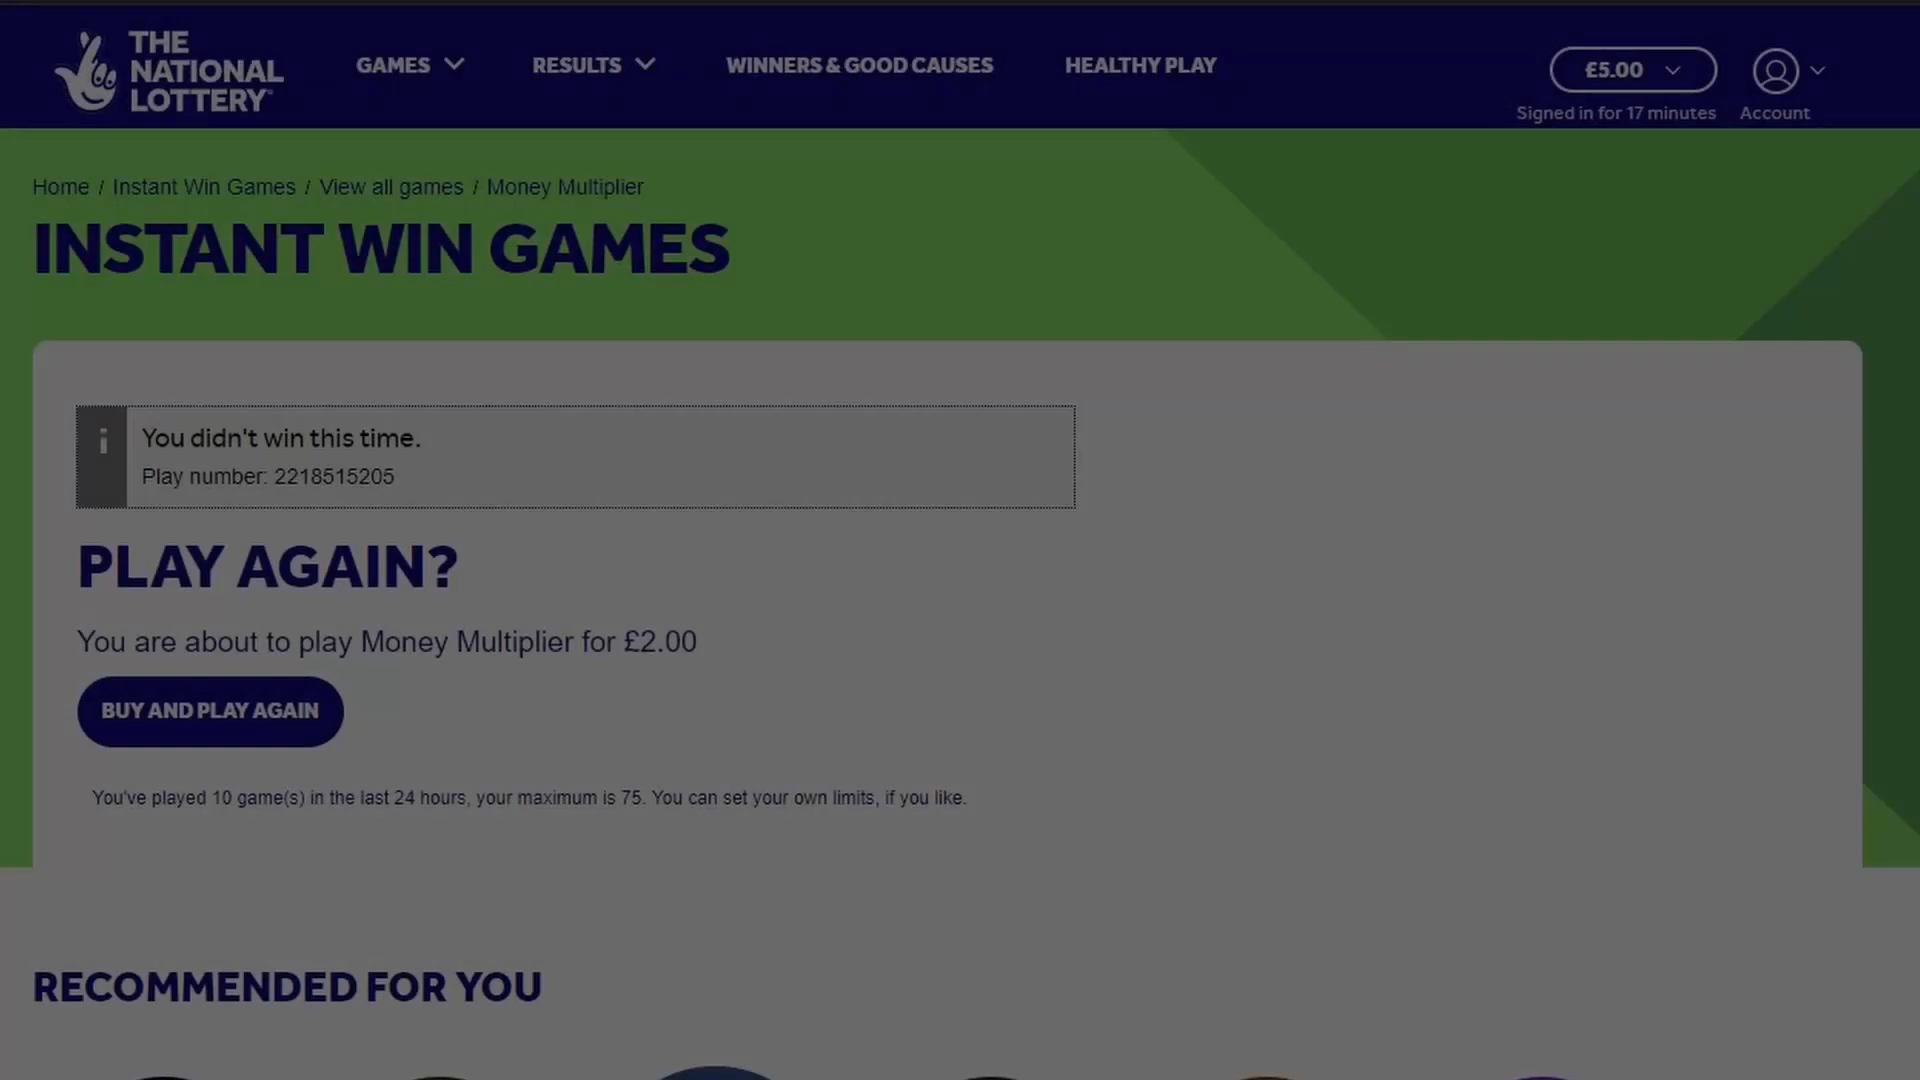 THE
NATIONAL
LOTTERY
GAMES
RESULTS
WINNERS & GOOD CAUSES
HEALTHY PLAY
£5.00
Signed in for 17 minutes
Account
Home / Instant Win Games / View all games / Money Multiplier
INSTANT WIN GAMES
i
You didn't win this time.
Play number: 2218515205
PLAY AGAIN?
You are about to play Money Multiplier for £2.00
BUY AND PLAY AGAIN
You've played 10 game(s) in the last 24 hours, your maximum is 75. You can set your own limits, if you like.
RECOMMENDED FOR YOU